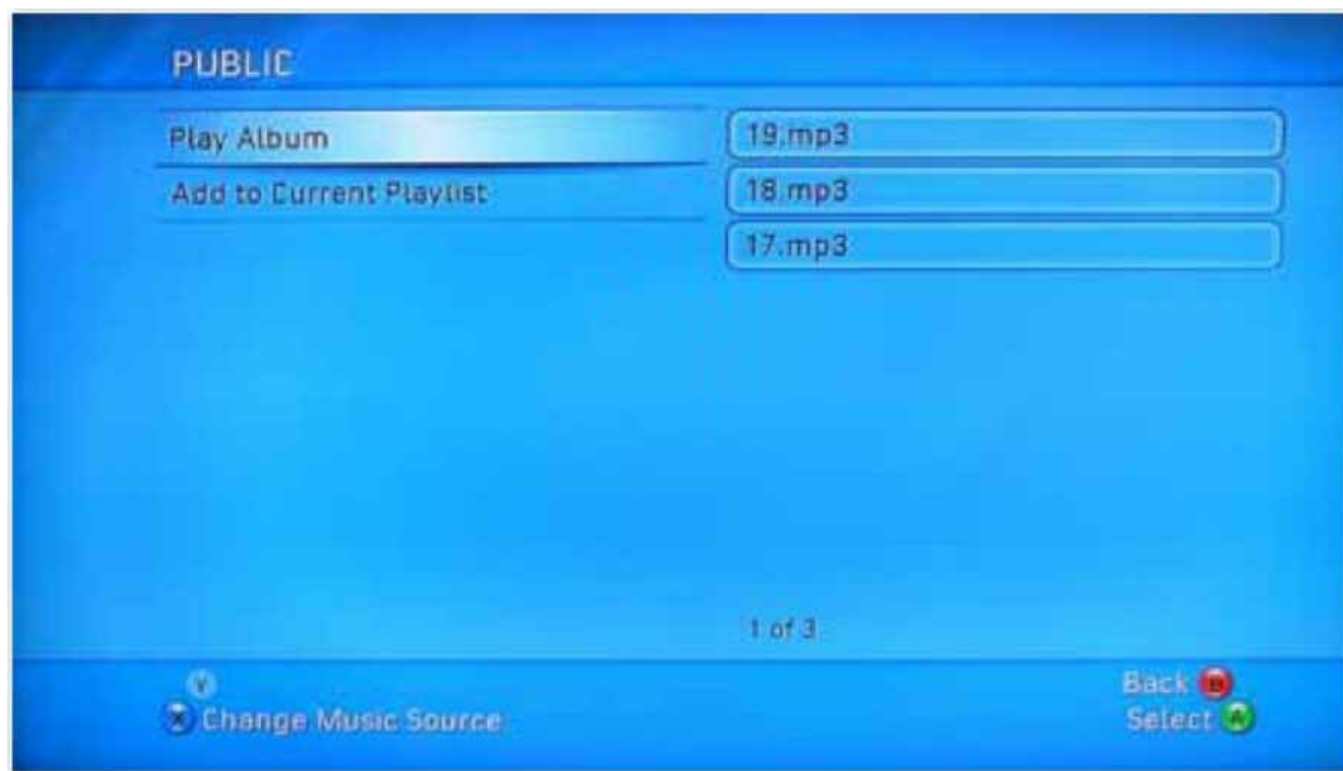 PUBLIC
Play Album
Add to Current Playlist
19.mp3
18.mp3
17.mp3
1 of 3
Y
X Change Music Source
Back B
Select A